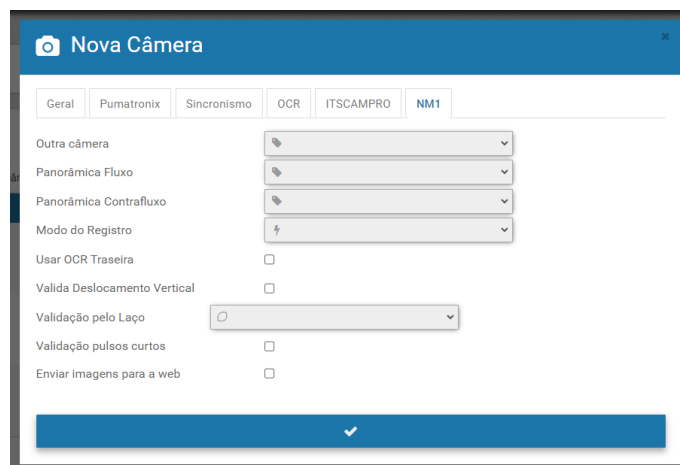 Nova Câmera
Geral Pumatronix Sincronismo OCR ITSCAMPRO NM1
Outra câmera
Panorâmica Fluxo
Panorâmica Contrafluxo
Modo do Registro
Usar OCR Traseira
Valida Deslocamento Vertical
Validação pelo Laço
Validação pulsos curtos
Enviar imagens para a web